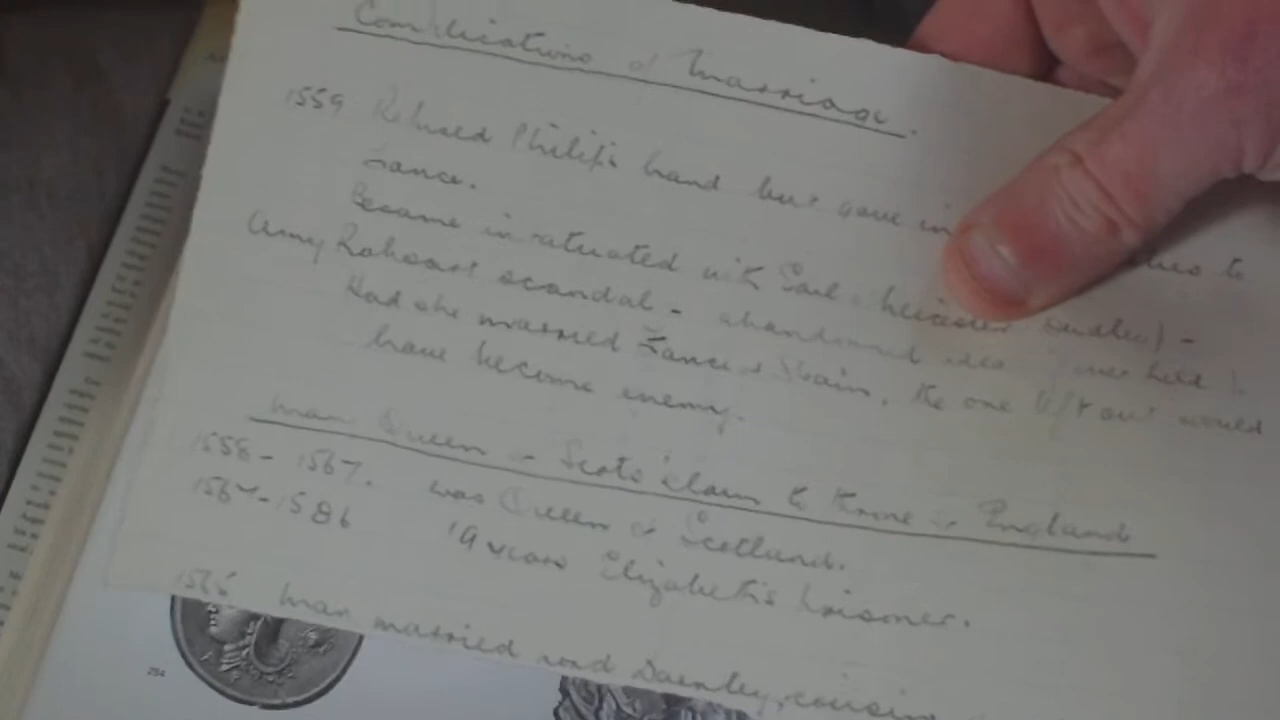 Complications of Marriage.
1559 Refused Philip's hand but gave in
France.
Became infatuated with Earl Leicester (Dudley) -
Amy Robsart scandal - abandoned idea
Had she married France or Spain, the one left out would
have become enemy.
Mary Queen of Scots' claim to throne of England
1558 - 1567. was Queen of Scotland.
1567 - 1586 19 years Elizabeth's prisoner.
1565 Mary married Lord Darnley, cousin
254